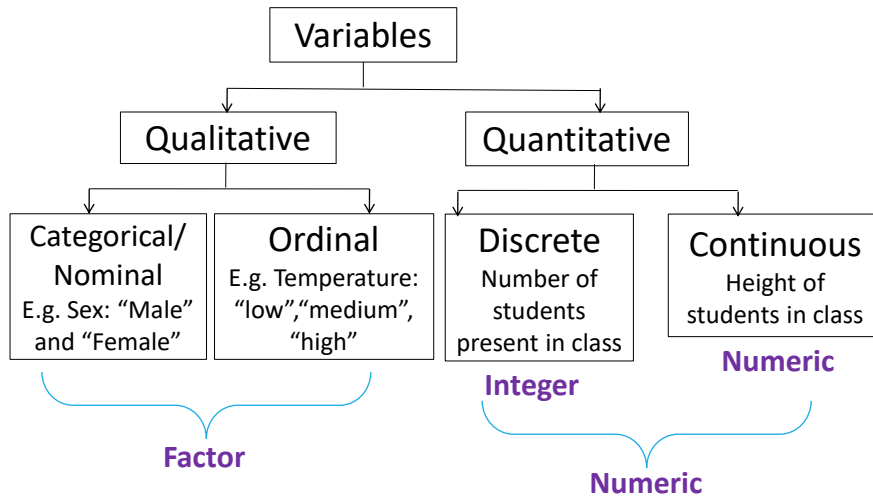 Variables
Qualitative
Quantitative
Categorical/
Nominal
E.g. Sex: “Male”
and “Female”
Ordinal
E.g. Temperature:
“low”,“medium”,
“high”
Discrete
Number of
students
present in class
Continuous
Height of
students in class
Integer
Numeric
Factor
Numeric